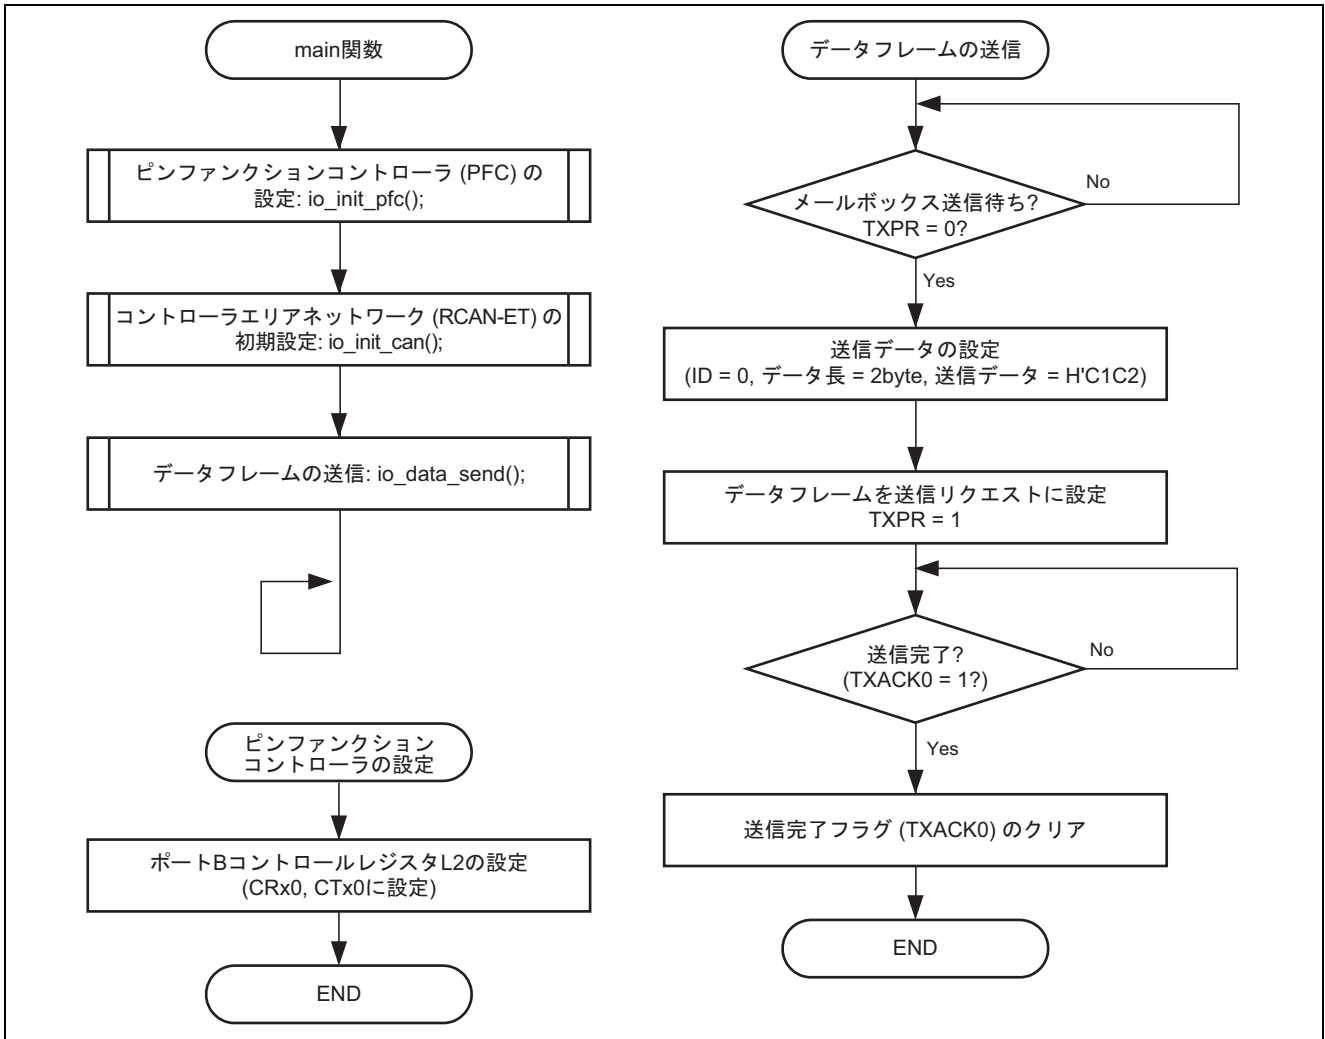 main関数
ピンファンクションコントローラ (PFC) の
設定: io_init_pfc();
コントローラエリアネットワーク (RCAN-ET) の
初期設定: io_init_can();
データフレームの送信: io_data_send();
ピンファンクション
コントローラの設定
ポートBコントロールレジスタL2の設定
(CRx0, CTx0に設定)
END
データフレームの送信
メールボックス送信待ち?
TXPR = 0?
No
Yes
送信データの設定
(ID = 0, データ長 = 2byte, 送信データ = H'C1C2)
データフレームを送信リクエストに設定
TXPR = 1
送信完了?
(TXACK0 = 1?)
No
Yes
送信完了フラグ (TXACK0) のクリア
END